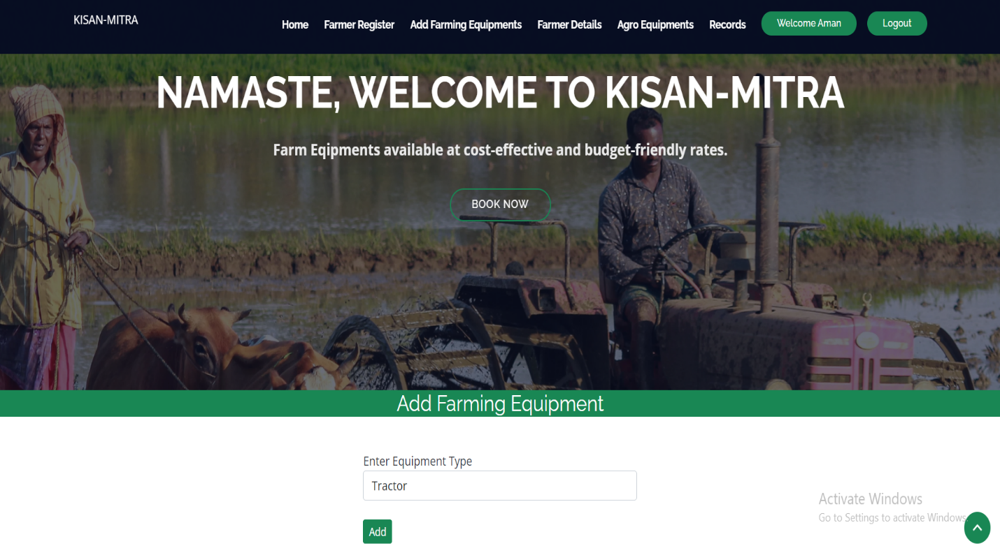 KISAN-MITRA
Home Farmer Register Add Farming Equipments Farmer Details Agro Equipments Records Welcome Aman Logout
NAMASTE, WELCOME TO KISAN-MITRA
Farm Eqipments available at cost-effective and budget-friendly rates.
BOOK NOW
Add Farming Equipment
Enter Equipment Type
Tractor
Activate Windows
Go to Settings to activate Windows.
Add